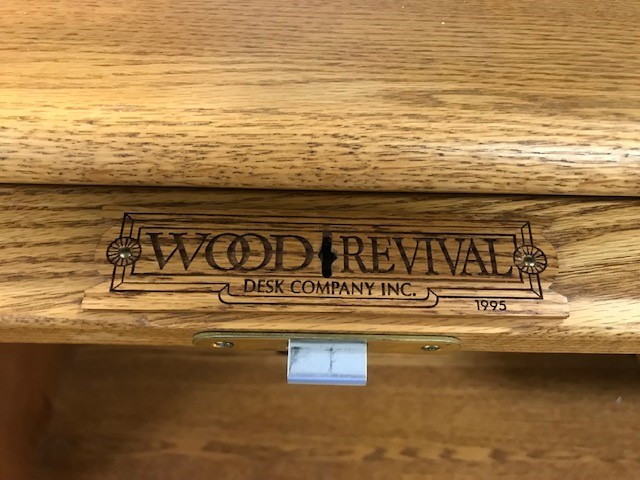 WOOD REVIVAL
DESK COMPANY INC.
1995